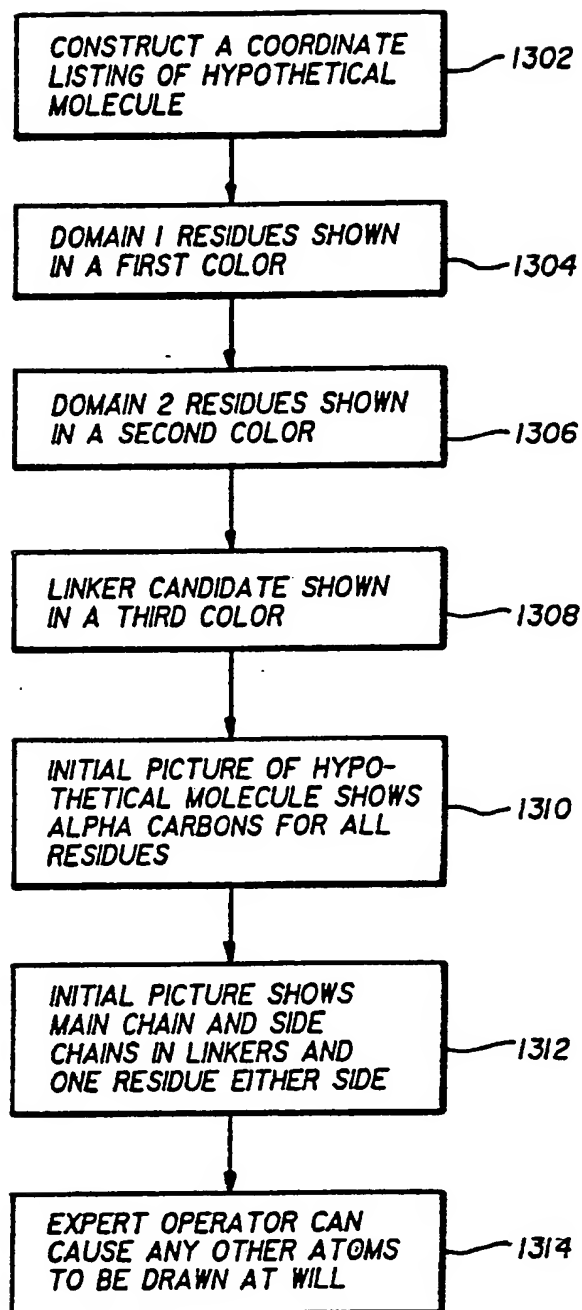 CONSTRUCT A COORDINATE
LISTING OF HYPOTHETICAL
MOLECULE
1302
DOMAIN 1 RESIDUES SHOWN
IN A FIRST COLOR
1304
DOMAIN 2 RESIDUES SHOWN
IN A SECOND COLOR
1306
LINKER CANDIDATE SHOWN
IN A THIRD COLOR
1308
INITIAL PICTURE OF HYPO-
THETICAL MOLECULE SHOWS
ALPHA CARBONS FOR ALL
RESIDUES
1310
INITIAL PICTURE SHOWS
MAIN CHAIN AND SIDE
CHAINS IN LINKERS AND
ONE RESIDUE EITHER SIDE
1312
EXPERT OPERATOR CAN
CAUSE ANY OTHER ATOMS
TO BE DRAWN AT WILL
1314